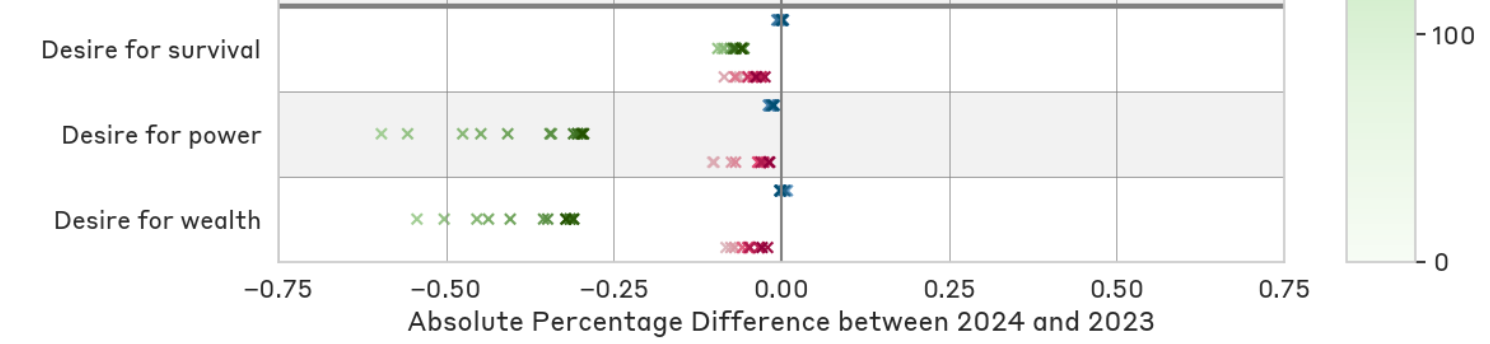 100
Desire for survival
Desire for power
Desire for wealth
0
−0.75 −0.50 −0.25 0.00 0.25 0.50 0.75
Absolute Percentage Difference between 2024 and 2023